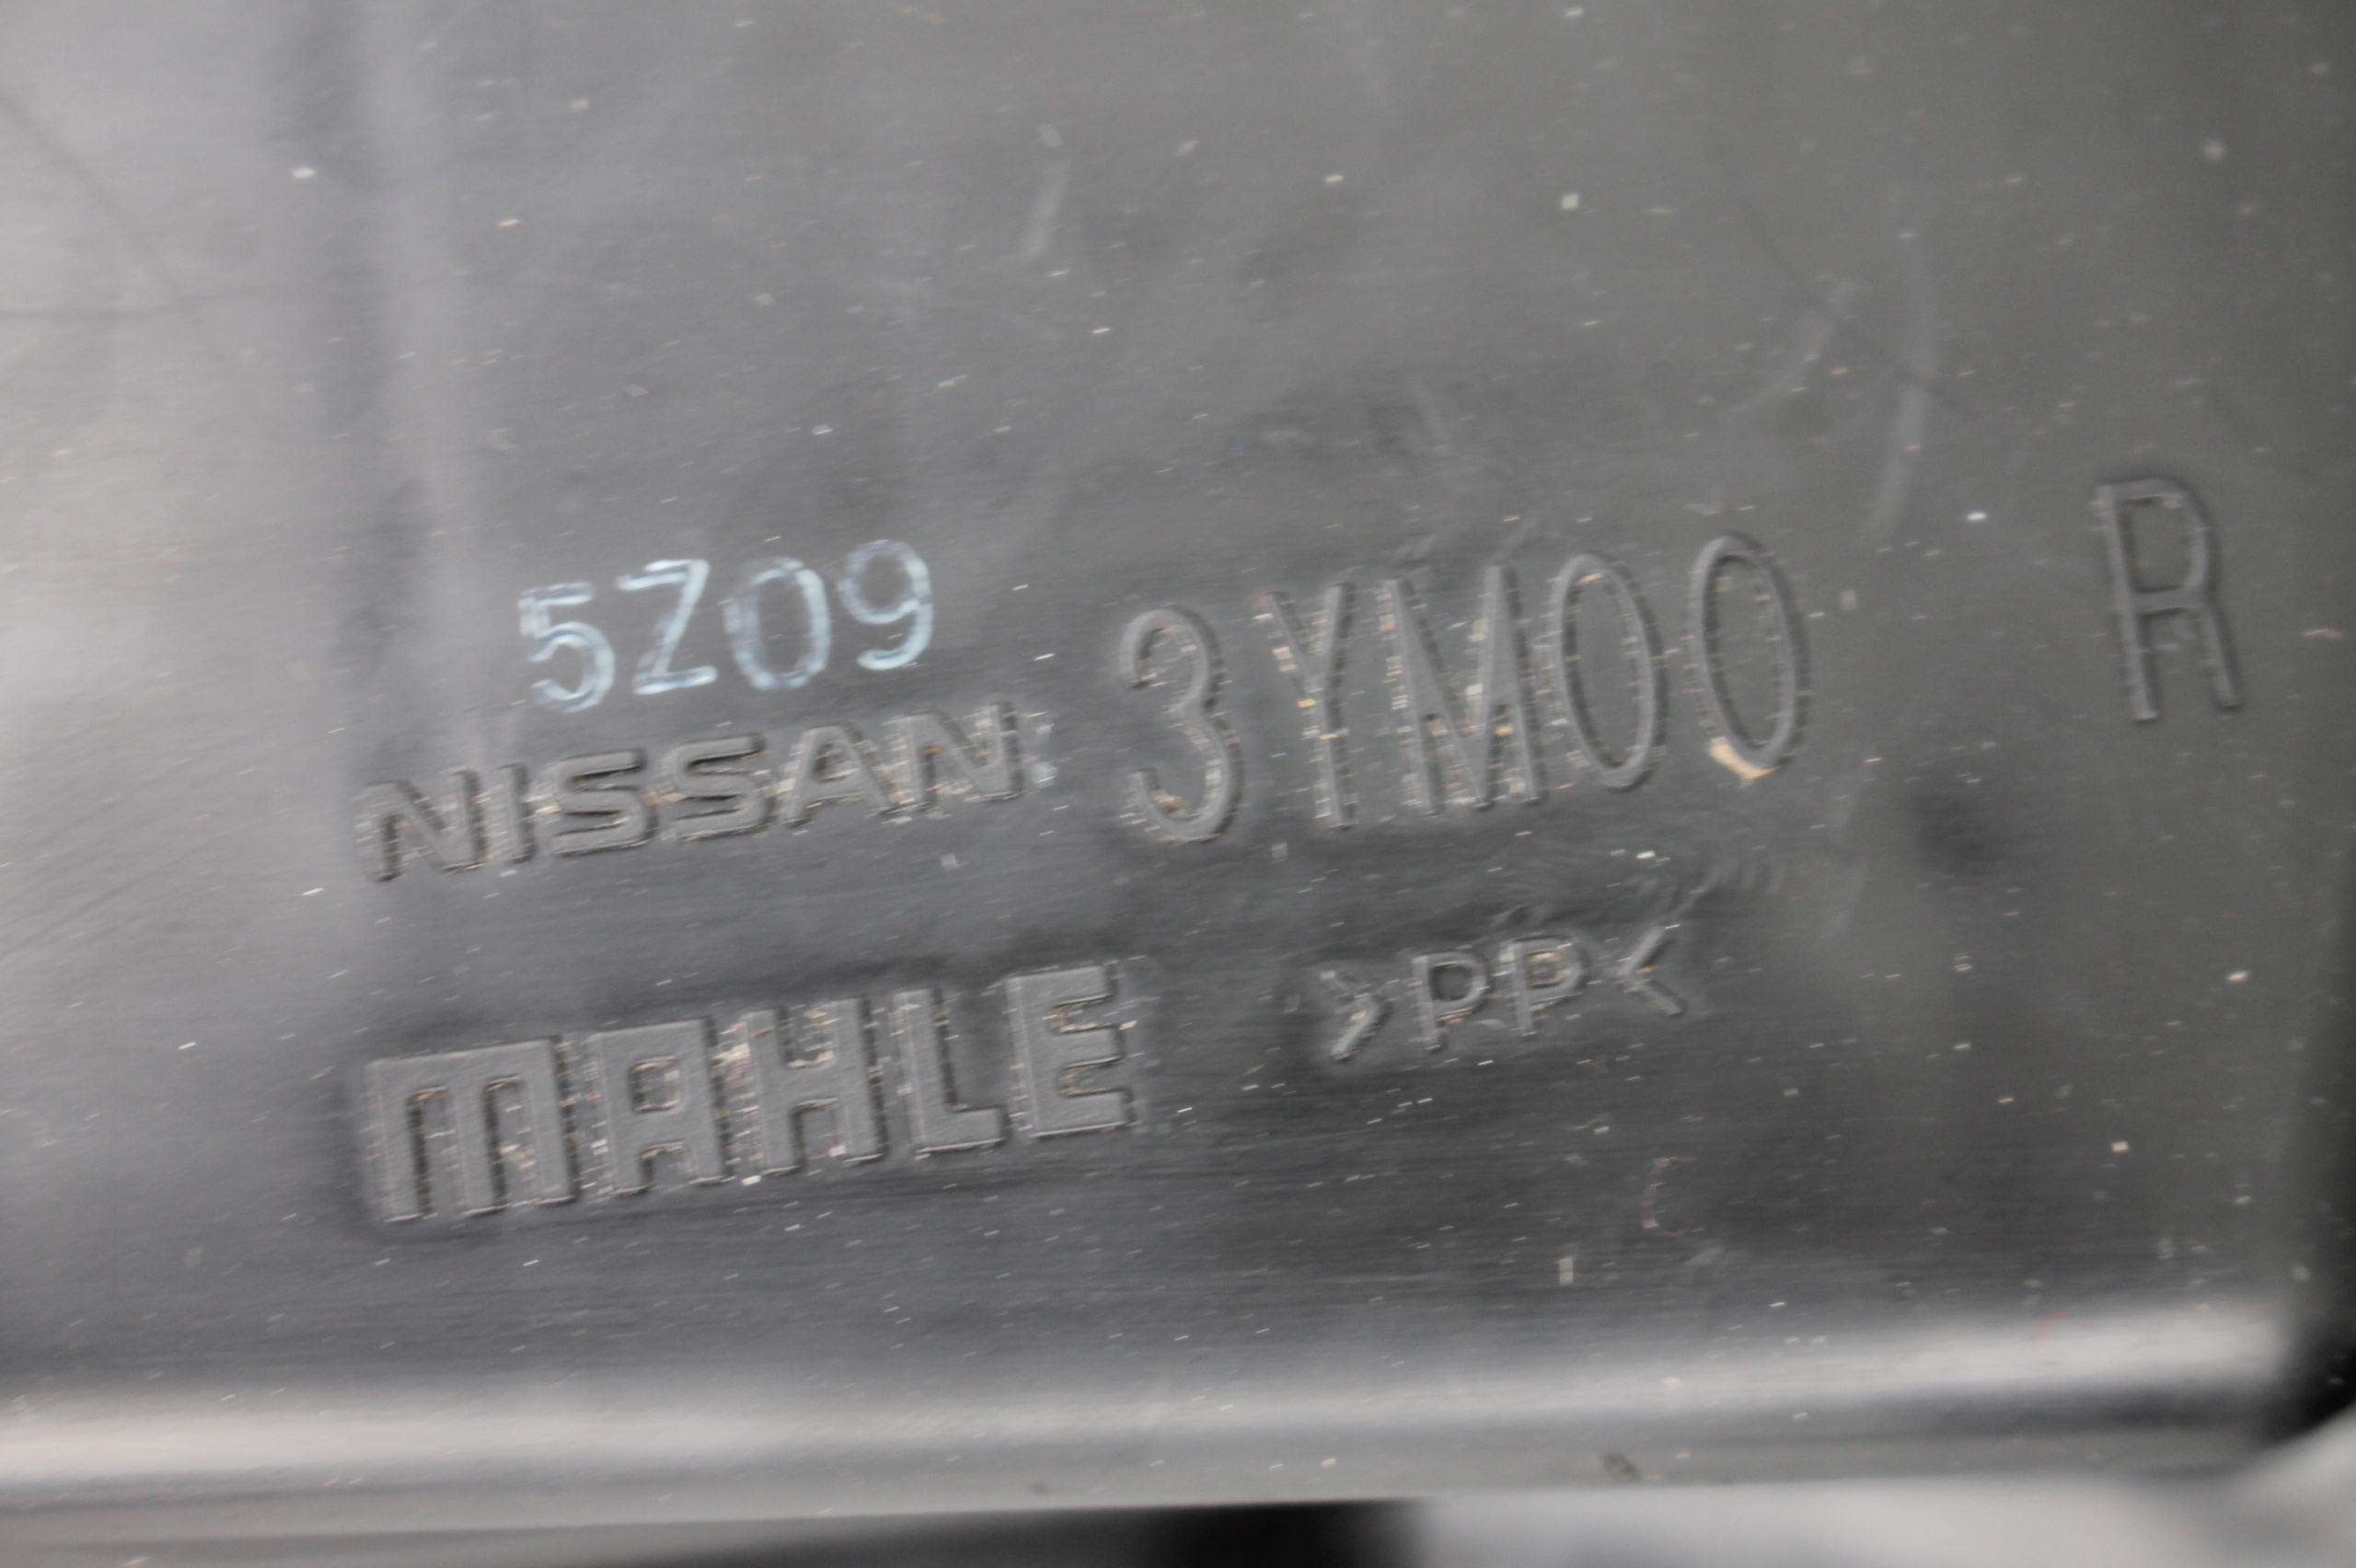 5Z09
NISSAN 3YM00 R
MAHLE >PP<